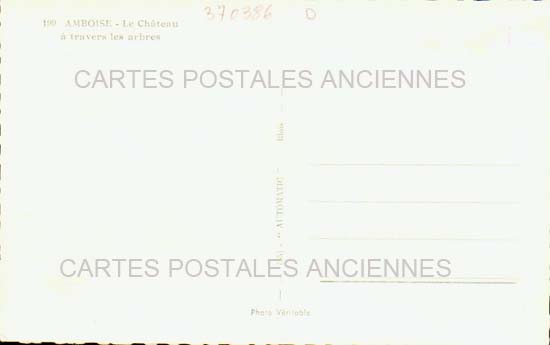 370386 D
190 AMBOISE - Le Château
à travers les arbres
CARTES POSTALES ANCIENNES
"AUTOMATIC" - Blois
CARTES POSTALES ANCIENNES
Photo Véritable